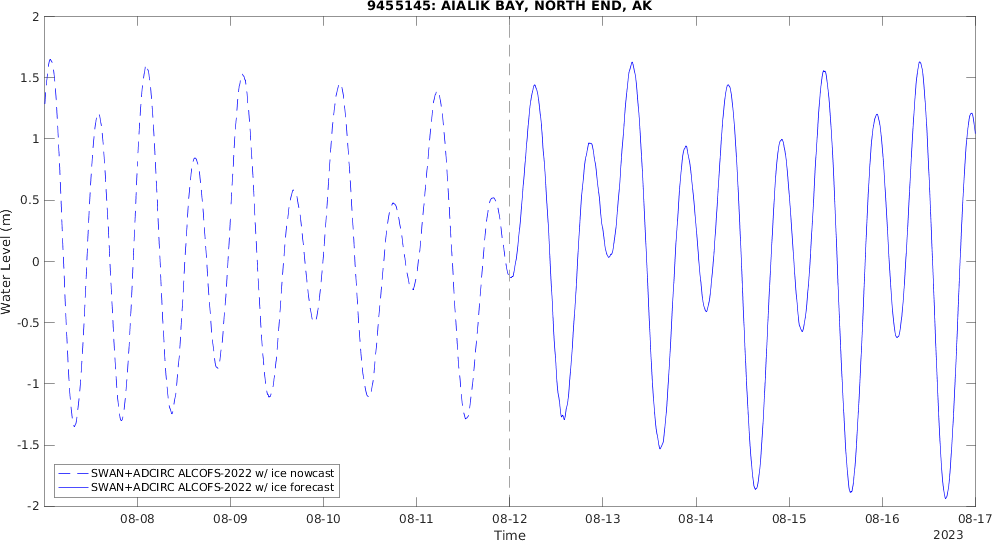 9455145: AIALIK BAY, NORTH END, AK
2
1.5
1
0.5
0
-0.5
-1
-1.5
-2
Water Level (m)
SWAN+ADCIRC ALCOFS-2022 w/ ice nowcast
SWAN+ADCIRC ALCOFS-2022 w/ ice forecast
08-08 08-09 08-10 08-11 08-12 08-13 08-14 08-15 08-16 08-17
Time
2023